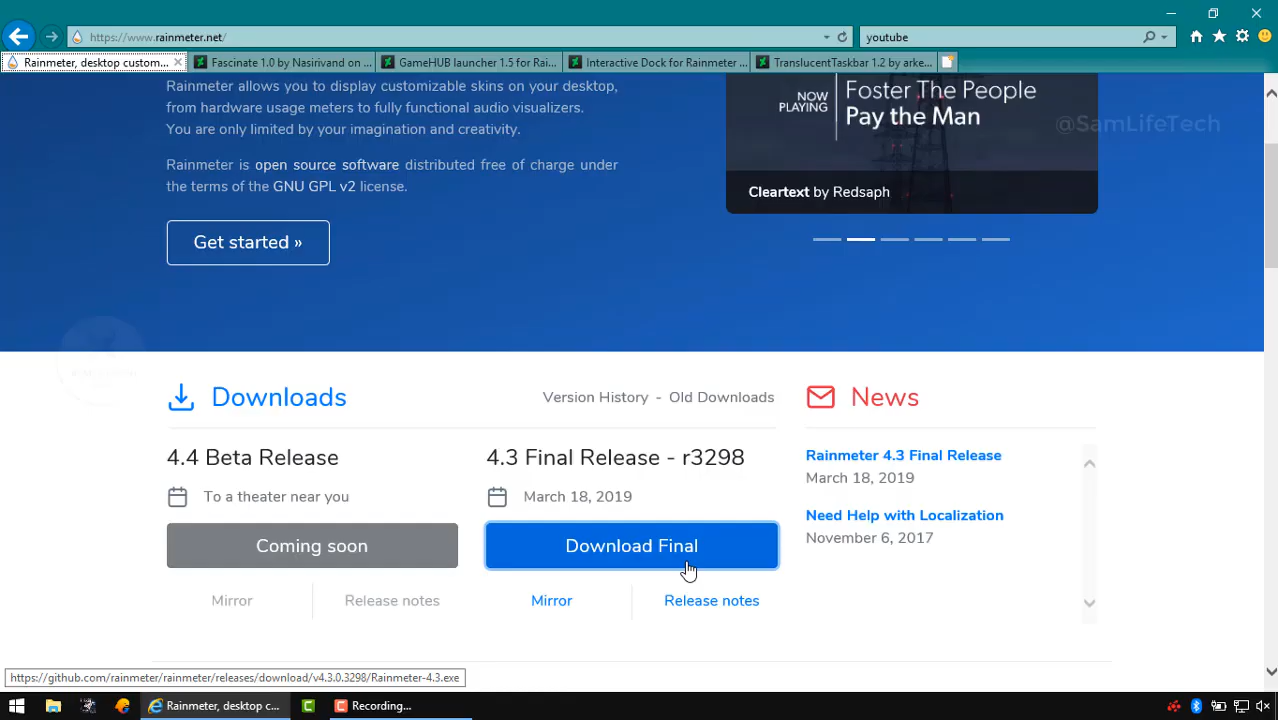 https://www.rainmeter.net/
youtube
Rainmeter, desktop custom...
Fascinate 1.0 by Nasirivand on ...
GameHUB launcher 1.5 for Rai...
Interactive Dock for Rainmeter ...
TranslucentTaskbar 1.2 by arke...
Rainmeter allows you to display customizable skins on your desktop,
from hardware usage meters to fully functional audio visualizers.
You are only limited by your imagination and creativity.
Rainmeter is open source software distributed free of charge under
the terms of the GNU GPL v2 license.
Get started »
NOW
PLAYING
Foster The People
Pay the Man
@SamLifeTech
Cleartext by Redsaph
Downloads
Version History - Old Downloads
4.4 Beta Release
To a theater near you
Coming soon
Mirror
Release notes
4.3 Final Release - r3298
March 18, 2019
Download Final
Mirror
Release notes
News
Rainmeter 4.3 Final Release
March 18, 2019
Need Help with Localization
November 6, 2017
https://github.com/rainmeter/rainmeter/releases/download/v4.3.0.3298/Rainmeter-4.3.exe
Rainmeter, desktop c...
Recording...